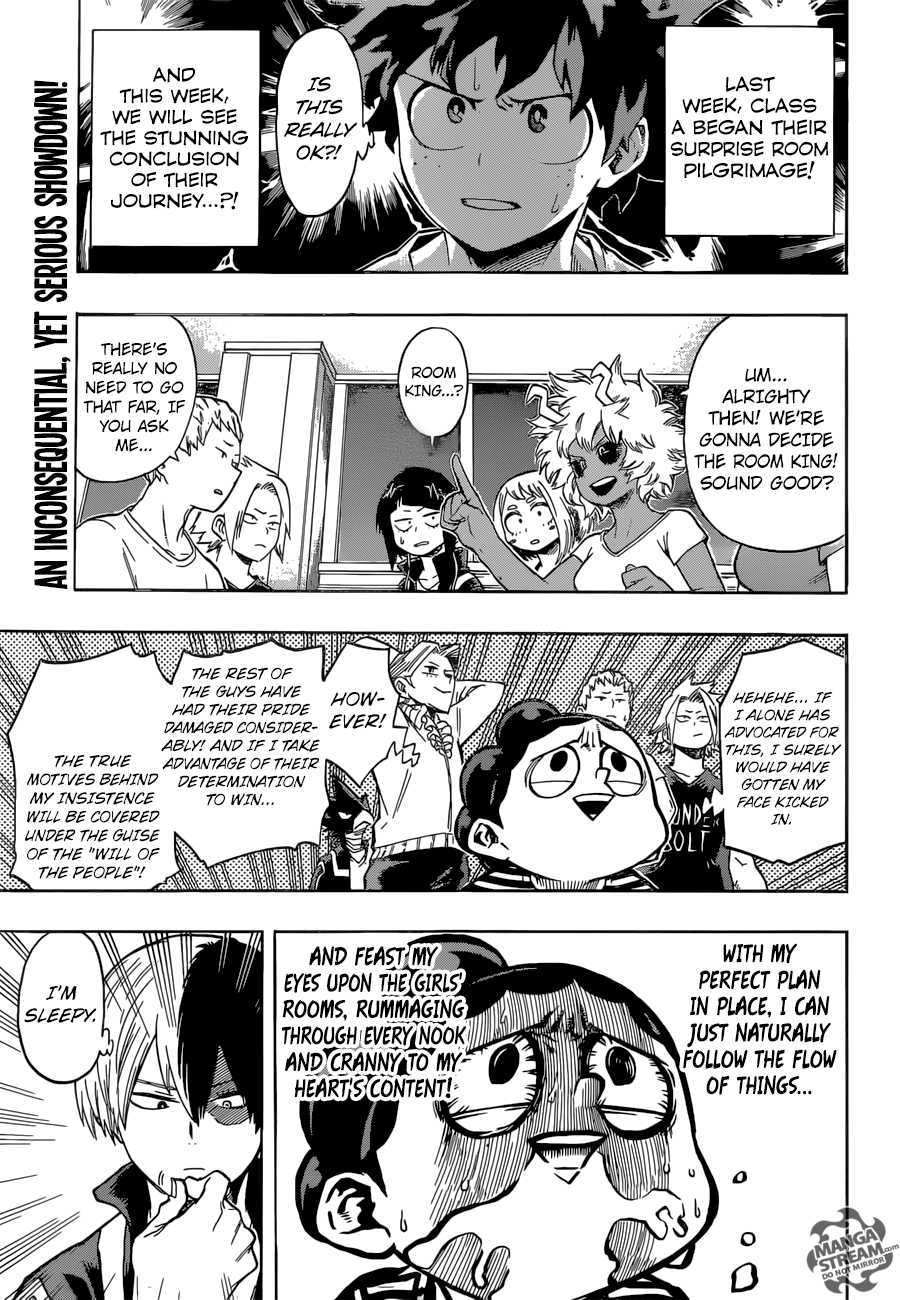 LAST
WEEK, CLASS
A BEGAN THEIR
SURPRISE ROOM
PILGRIMAGE!
IS
THIS
REALLY
OK?!
AND
THIS WEEK,
WE WILL SEE
THE STUNNING
CONCLUSION
OF THEIR
JOURNEY...?!
AN INCONSEQUENTIAL, YET SERIOUS SHOWDOWN!
UM...
ALRIGHTY
THEN! WE'RE
GONNA DECIDE
THE ROOM KING!
SOUND GOOD?
ROOM
KING...?
THERE'S
REALLY NO
NEED TO GO
THAT FAR, IF
YOU ASK
ME...
HEHEHE... IF
I ALONE HAS
ADVOCATED FOR
THIS, I SURELY
WOULD HAVE
GOTTEN MY
FACE KICKED
IN.
HOW-
EVER!
THE REST OF
THE GUYS HAVE
HAD THEIR PRIDE
DAMAGED CONSIDER-
ABLY! AND IF I TAKE
ADVANTAGE OF THEIR
DETERMINATION
TO WIN...
THE TRUE
MOTIVES BEHIND
MY INSISTENCE
WILL BE COVERED
UNDER THE GUISE
OF THE "WILL OF
THE PEOPLE"!
UNDER
BOLT
WITH MY
PERFECT PLAN
IN PLACE, I CAN
JUST NATURALLY
FOLLOW THE FLOW
OF THINGS...
AND FEAST MY
EYES UPON THE GIRLS'
ROOMS, RUMMAGING
THROUGH EVERY NOOK
AND CRANNY TO MY
HEART'S CONTENT!
I'M
SLEEPY.
MANGA
STREAM.com
DO NOT MIRROR